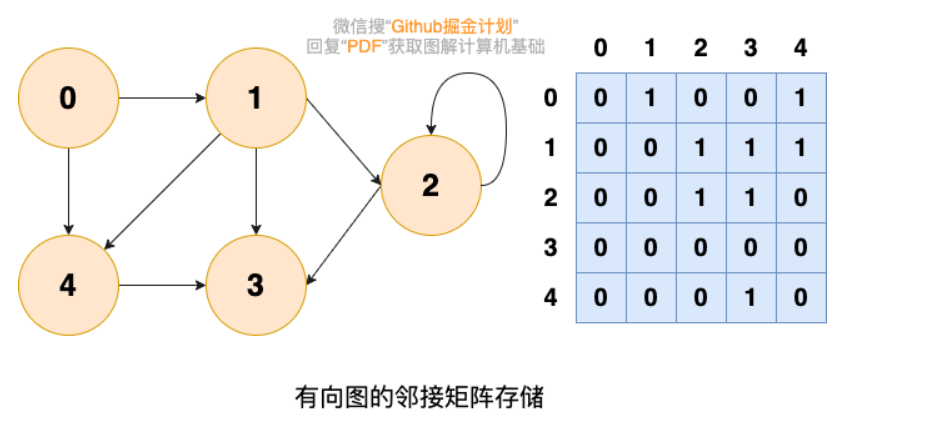 微信搜“Github掘金计划”
回复“PDF”获取图解计算机基础
0 1 2 3 4
0 0 1 0 0 1
1 0 0 1 1 1
2 0 0 1 1 0
3 0 0 0 0 0
4 0 0 0 1 0
0 1
2
4 3
有向图的邻接矩阵存储